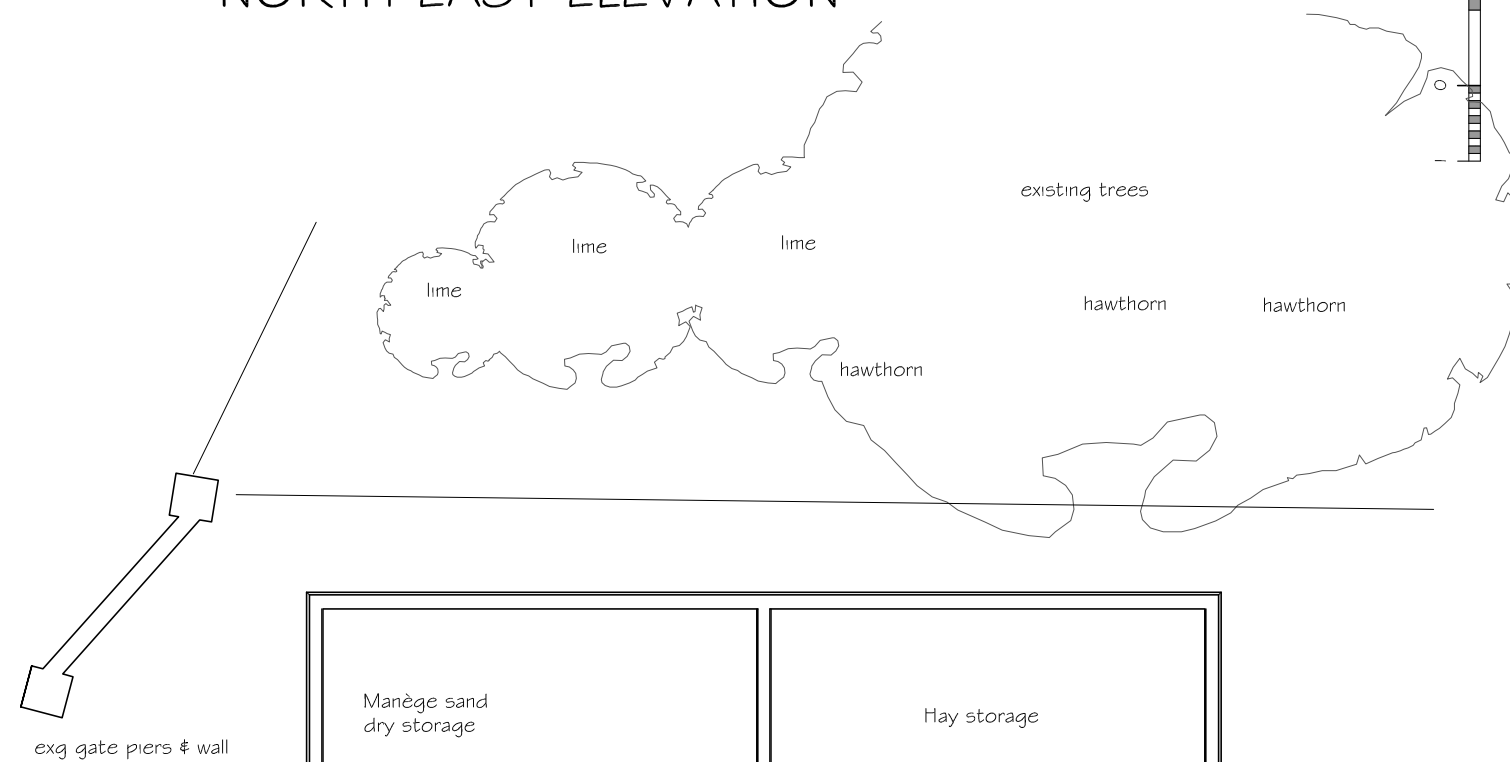 NORTH EAST ELEVATION
existing trees
lime
lime
lime
hawthorn
hawthorn
hawthorn
Manège sand
dry storage
Hay storage
exg gate piers & wall
0